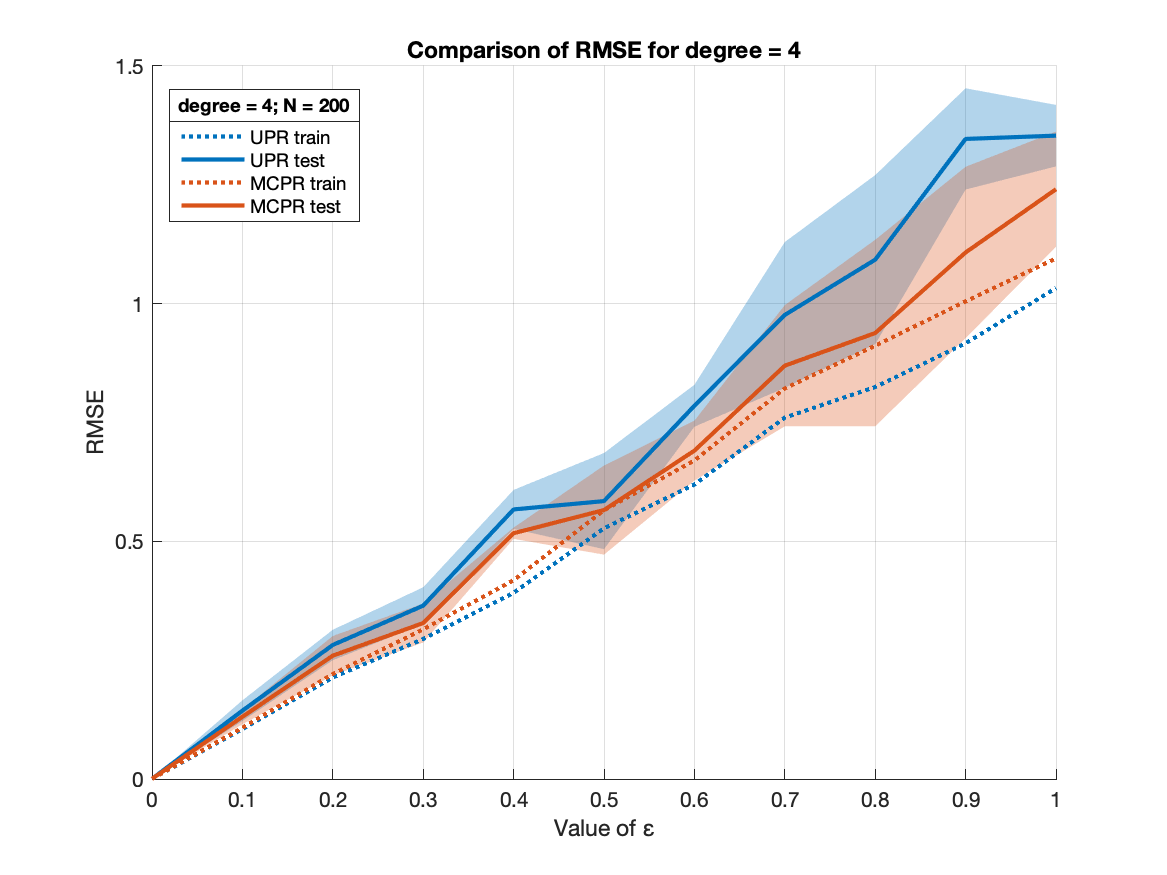 Comparison of RMSE for degree = 4
1.5
1
0.5
0
RMSE
degree = 4; N = 200
UPR train
UPR test
MCPR train
MCPR test
0 0.1 0.2 0.3 0.4 0.5 0.6 0.7 0.8 0.9 1
Value of ε